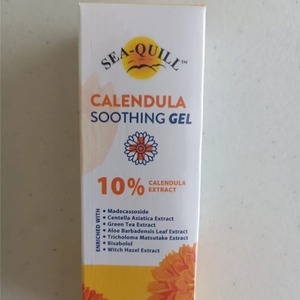 SEA-QUILL™
CALENDULA
SOOTHING GEL
10% CALENDULA
EXTRACT
ENRICHED WITH
• Madecassoside
• Centella Asiatica Extract
• Green Tea Extract
• Aloe Barbadensis Leaf Extract
• Tricholoma Matsutake Extract
• Bisabolol
• Witch Hazel Extract